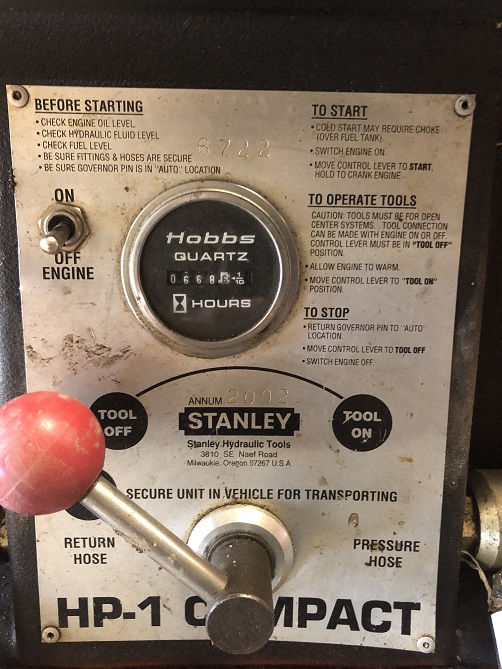 BEFORE STARTING
• CHECK ENGINE OIL LEVEL
• CHECK HYDRAULIC FLUID LEVEL
• CHECK FUEL LEVEL
• BE SURE FITTINGS & HOSES ARE SECURE
• BE SURE GOVERNOR PIN IS IN "AUTO" LOCATION
8722
ON
OFF
ENGINE
Hobbs
QUARTZ
HOURS
TO START
• COLD START MAY REQUIRE CHOKE
(OVER FUEL TANK).
• SWITCH ENGINE ON.
• MOVE CONTROL LEVER TO START,
HOLD TO CRANK ENGINE
TO OPERATE TOOLS
CAUTION: TOOLS MUST BE FOR OPEN
CENTER SYSTEMS. TOOL CONNECTION
CAN BE MADE WITH ENGINE ON OR OFF.
CONTROL LEVER MUST BE IN "TOOL OFF"
POSITION.
• ALLOW ENGINE TO WARM.
• MOVE CONTROL LEVER TO "TOOL ON"
POSITION.
TO STOP
• RETURN GOVERNOR PIN TO "AUTO"
LOCATION.
• MOVE CONTROL LEVER TO TOOL OFF.
• SWITCH ENGINE OFF.
TOOL
OFF
ANNUM 2002
STANLEY
Stanley Hydraulic Tools
3810 SE Naef Road
Milwaukie, Oregon 97267 U.S.A.
TOOL
ON
SECURE UNIT IN VEHICLE FOR TRANSPORTING
RETURN
HOSE
PRESSURE
HOSE
HP-1 C MPACT